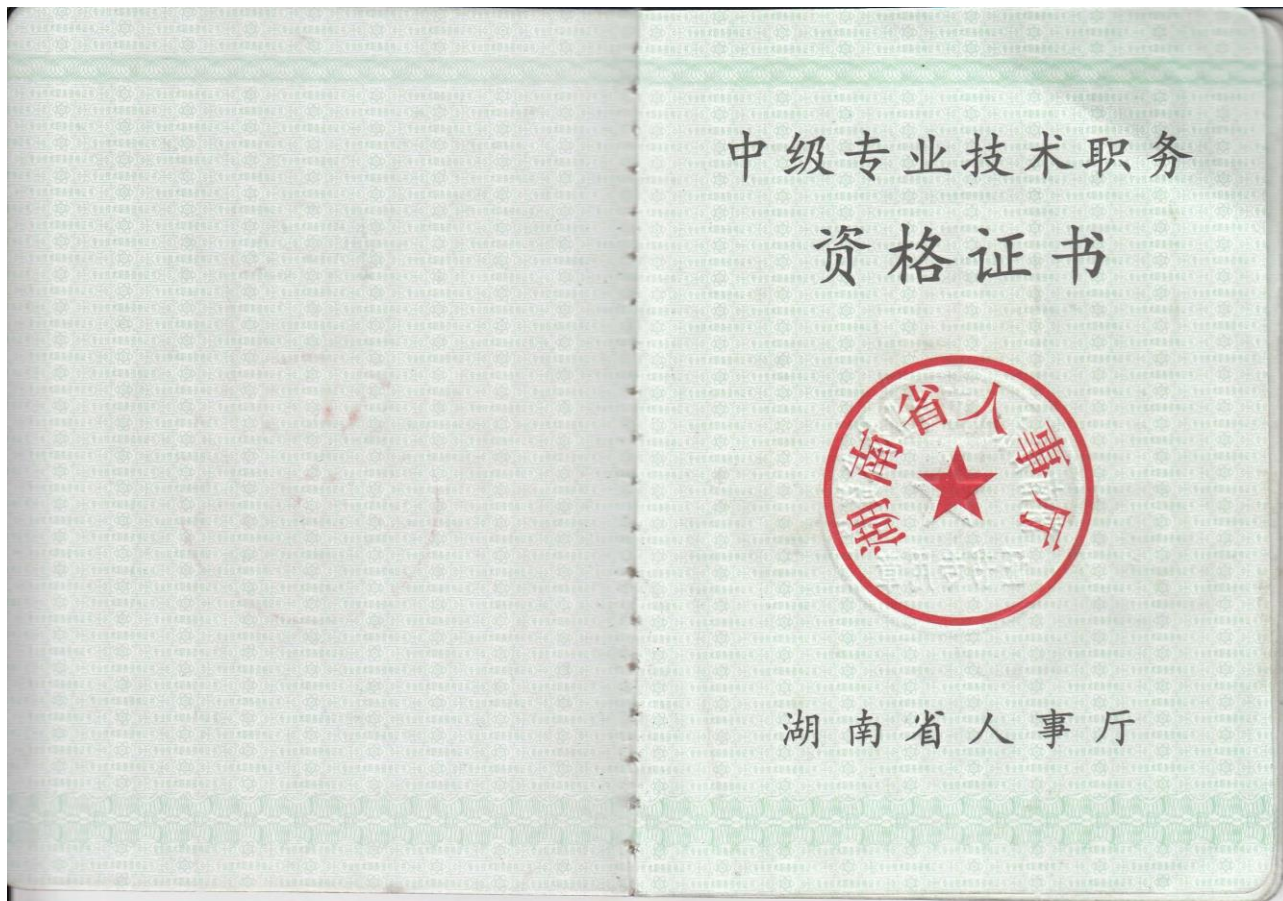 中级专业技术职务
资格证书
湖南省人事厅
湖南省人事厅